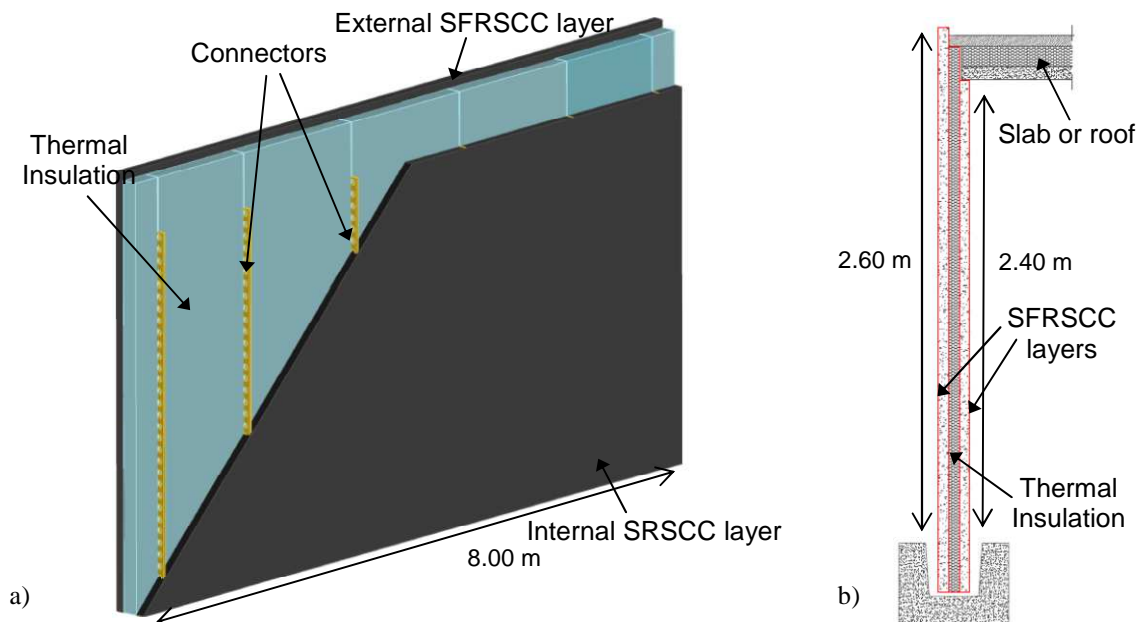 External SFRSCC layer
Connectors
Thermal
Insulation
Internal SRSCC layer
8.00 m
a)
Slab or roof
2.60 m
2.40 m
SFRSCC
layers
Thermal
Insulation
b)